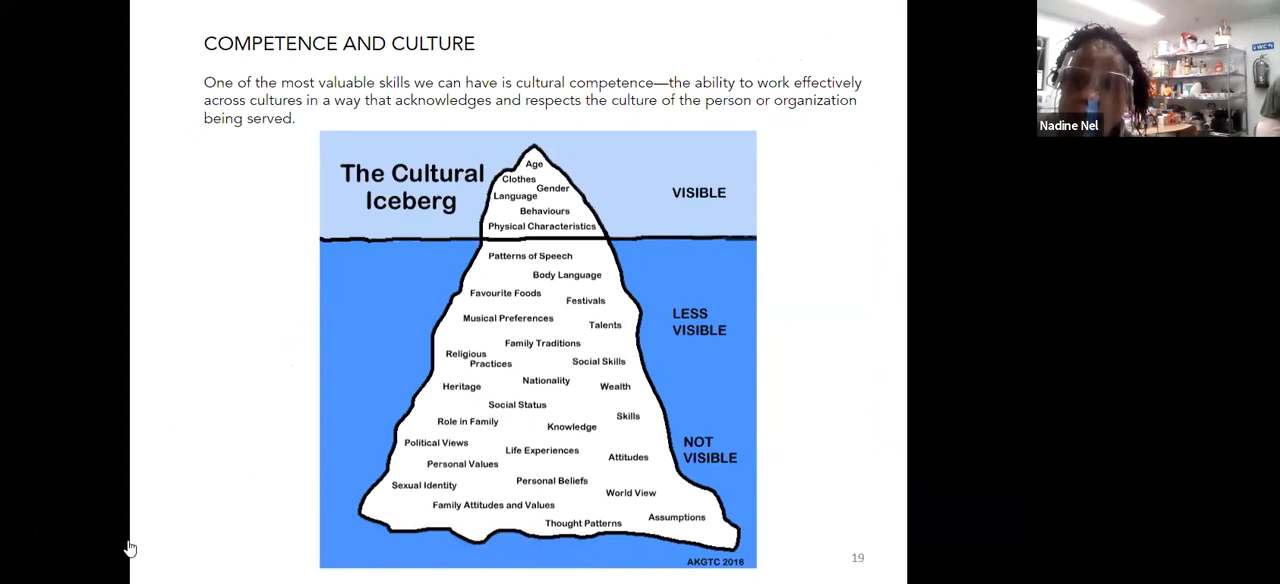 COMPETENCE AND CULTURE
One of the most valuable skills we can have is cultural competence—the ability to work effectively
across cultures in a way that acknowledges and respects the culture of the person or organization
being served.
The Cultural
Iceberg
Age
Clothes
Gender
Language
Behaviours
Physical Characteristics
VISIBLE
Patterns of Speech
Body Language
Favourite Foods
Festivals
Musical Preferences
Talents
LESS
VISIBLE
Family Traditions
Religious
Practices
Social Skills
Nationality
Heritage
Wealth
Social Status
Skills
Role in Family
Knowledge
Political Views
Life Experiences
Attitudes
NOT
VISIBLE
Personal Values
Sexual Identity
Personal Beliefs
World View
Family Attitudes and Values
Assumptions
Thought Patterns
AKGTC 2018
19
Nadine Nel